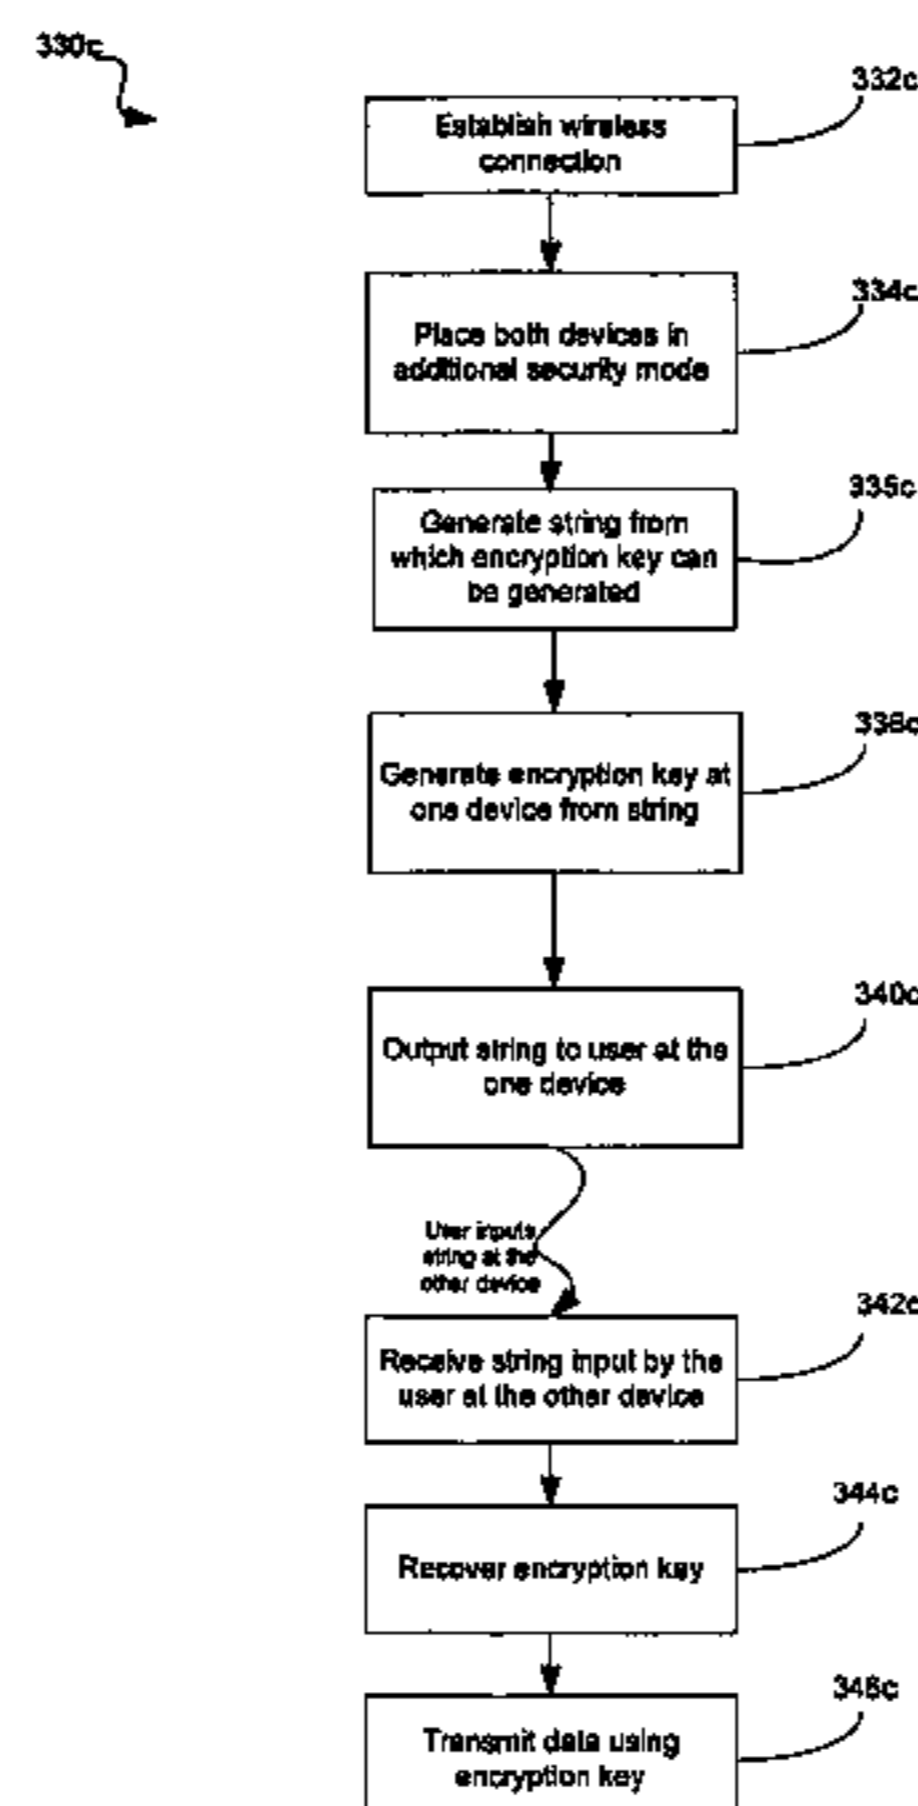 330c
332c
Establish wireless
connection
334c
Place both devices in
additional security mode
335c
Generate string from
which encryption key can
be generated
338c
Generate encryption key at
one device from string
340c
Output string to user at the
one device
User inputs
string at the
other device
342c
Receive string input by the
user at the other device
344c
Recover encryption key
346c
Transmit data using
encryption key